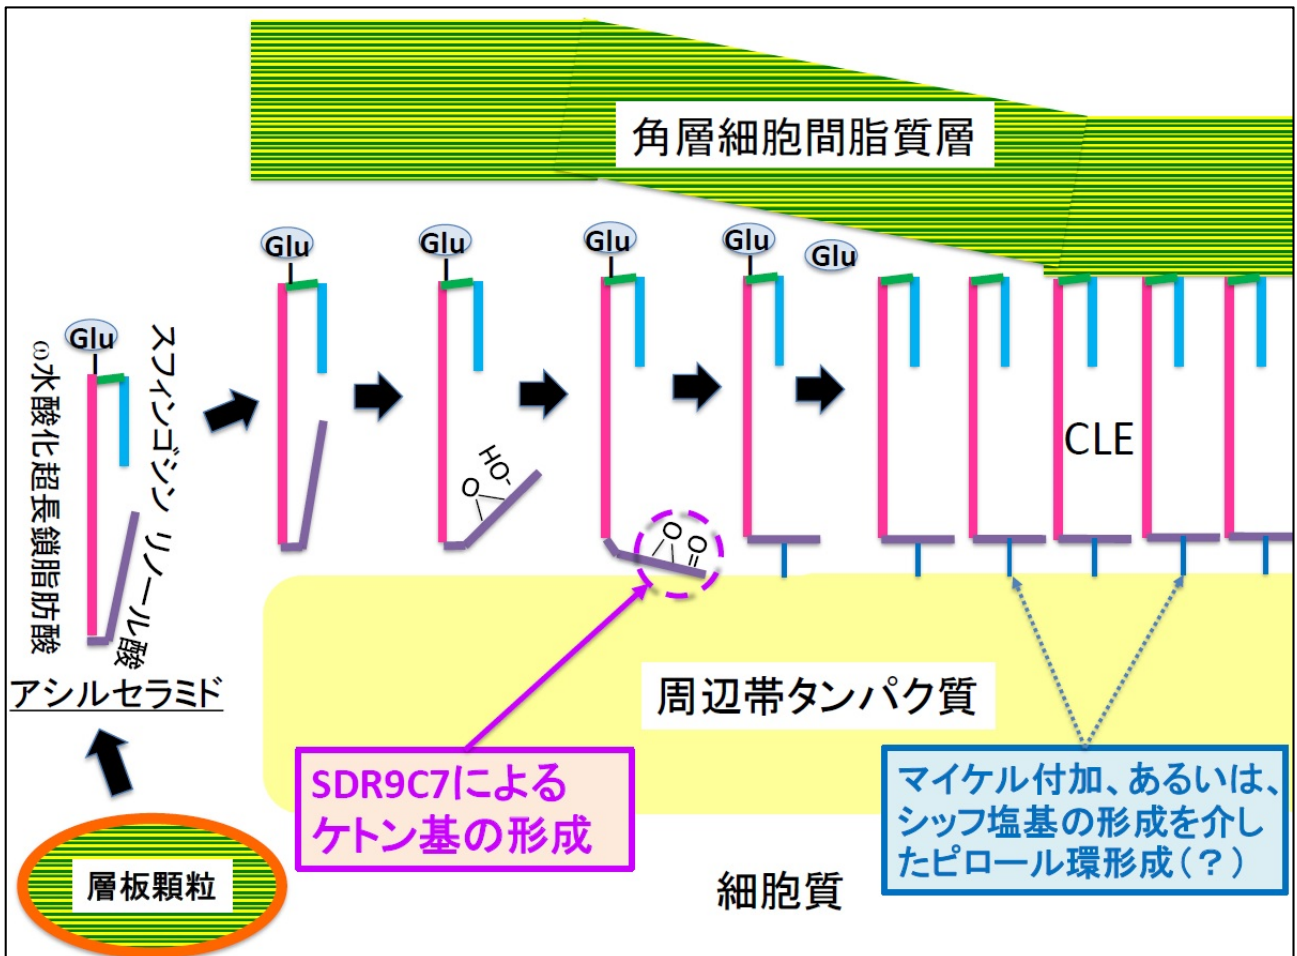 角層細胞間脂質層
Glu
Glu
Glu
Glu
Glu
Glu
ω水酸化超長鎖脂肪酸
スフィンゴシン
リノール酸
アシルセラミド
HO-
O
O
O=
CLE
周辺帯タンパク質
SDR9C7による
ケトン基の形成
マイケル付加、あるいは、
シッフ塩基の形成を介し
たピロール環形成(?)
層板顆粒
細胞質